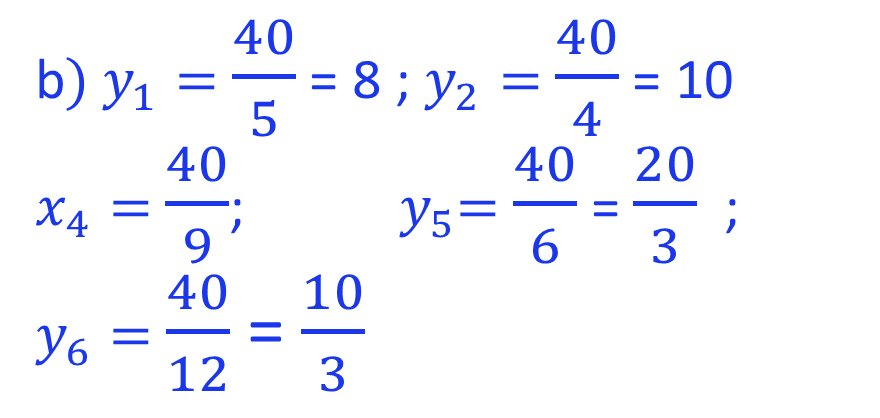 b) y₁ = 40/5 = 8 ; y₂ = 40/4 = 10
x₄ = 40/9; y₅ = 40/6 = 20/3 ;
y₆ = 40/12 = 10/3